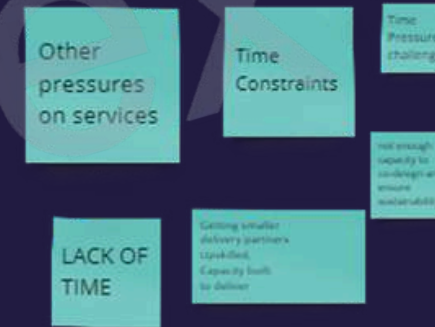 Other
pressures
on services
Time
Constraints
Time
Pressure
challeng
not enough
capacity to
co-design an
ensure
sustainabilit
LACK OF
TIME
Getting smaller
delivery partners
Upskilled,
Capacity built
to deliver